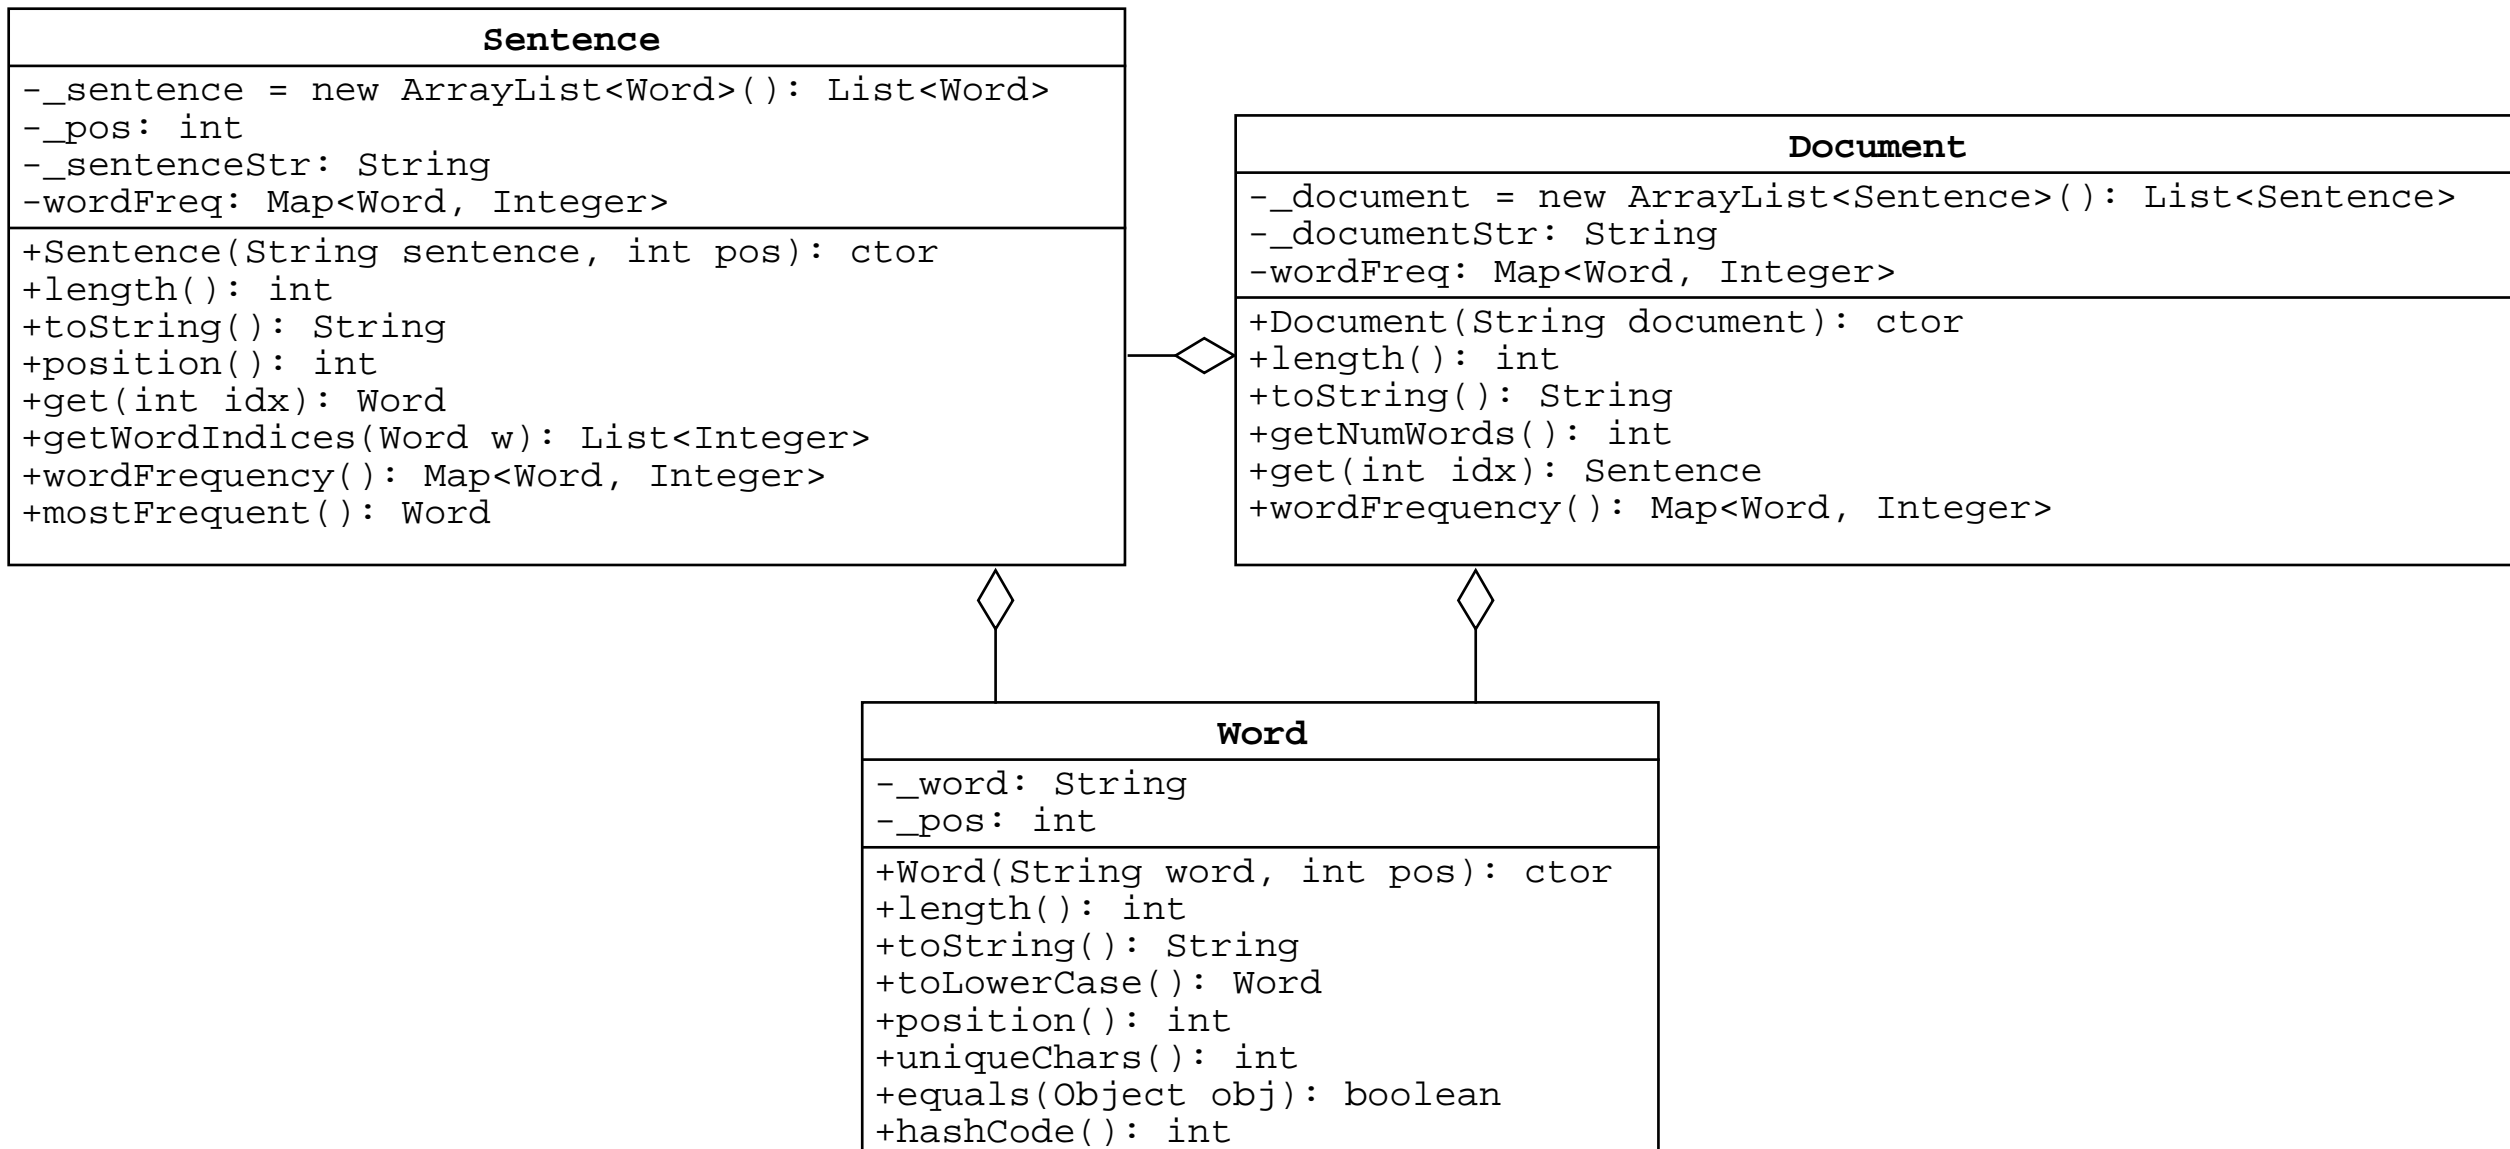 Sentence
-_sentence = new ArrayList<Word>(): List<Word>
-_pos: int
-_sentenceStr: String
-wordFreq: Map<Word, Integer>
+Sentence(String sentence, int pos): ctor
+length(): int
+toString(): String
+position(): int
+get(int idx): Word
+getWordIndices(Word w): List<Integer>
+wordFrequency(): Map<Word, Integer>
+mostFrequent(): Word
Document
-_document = new ArrayList<Sentence>(): List<Sentence>
-_documentStr: String
-wordFreq: Map<Word, Integer>
+Document(String document): ctor
+length(): int
+toString(): String
+getNumWords(): int
+get(int idx): Sentence
+wordFrequency(): Map<Word, Integer>
Word
-_word: String
-_pos: int
+Word(String word, int pos): ctor
+length(): int
+toString(): String
+toLowerCase(): Word
+position(): int
+uniqueChars(): int
+equals(Object obj): boolean
+hashCode(): int